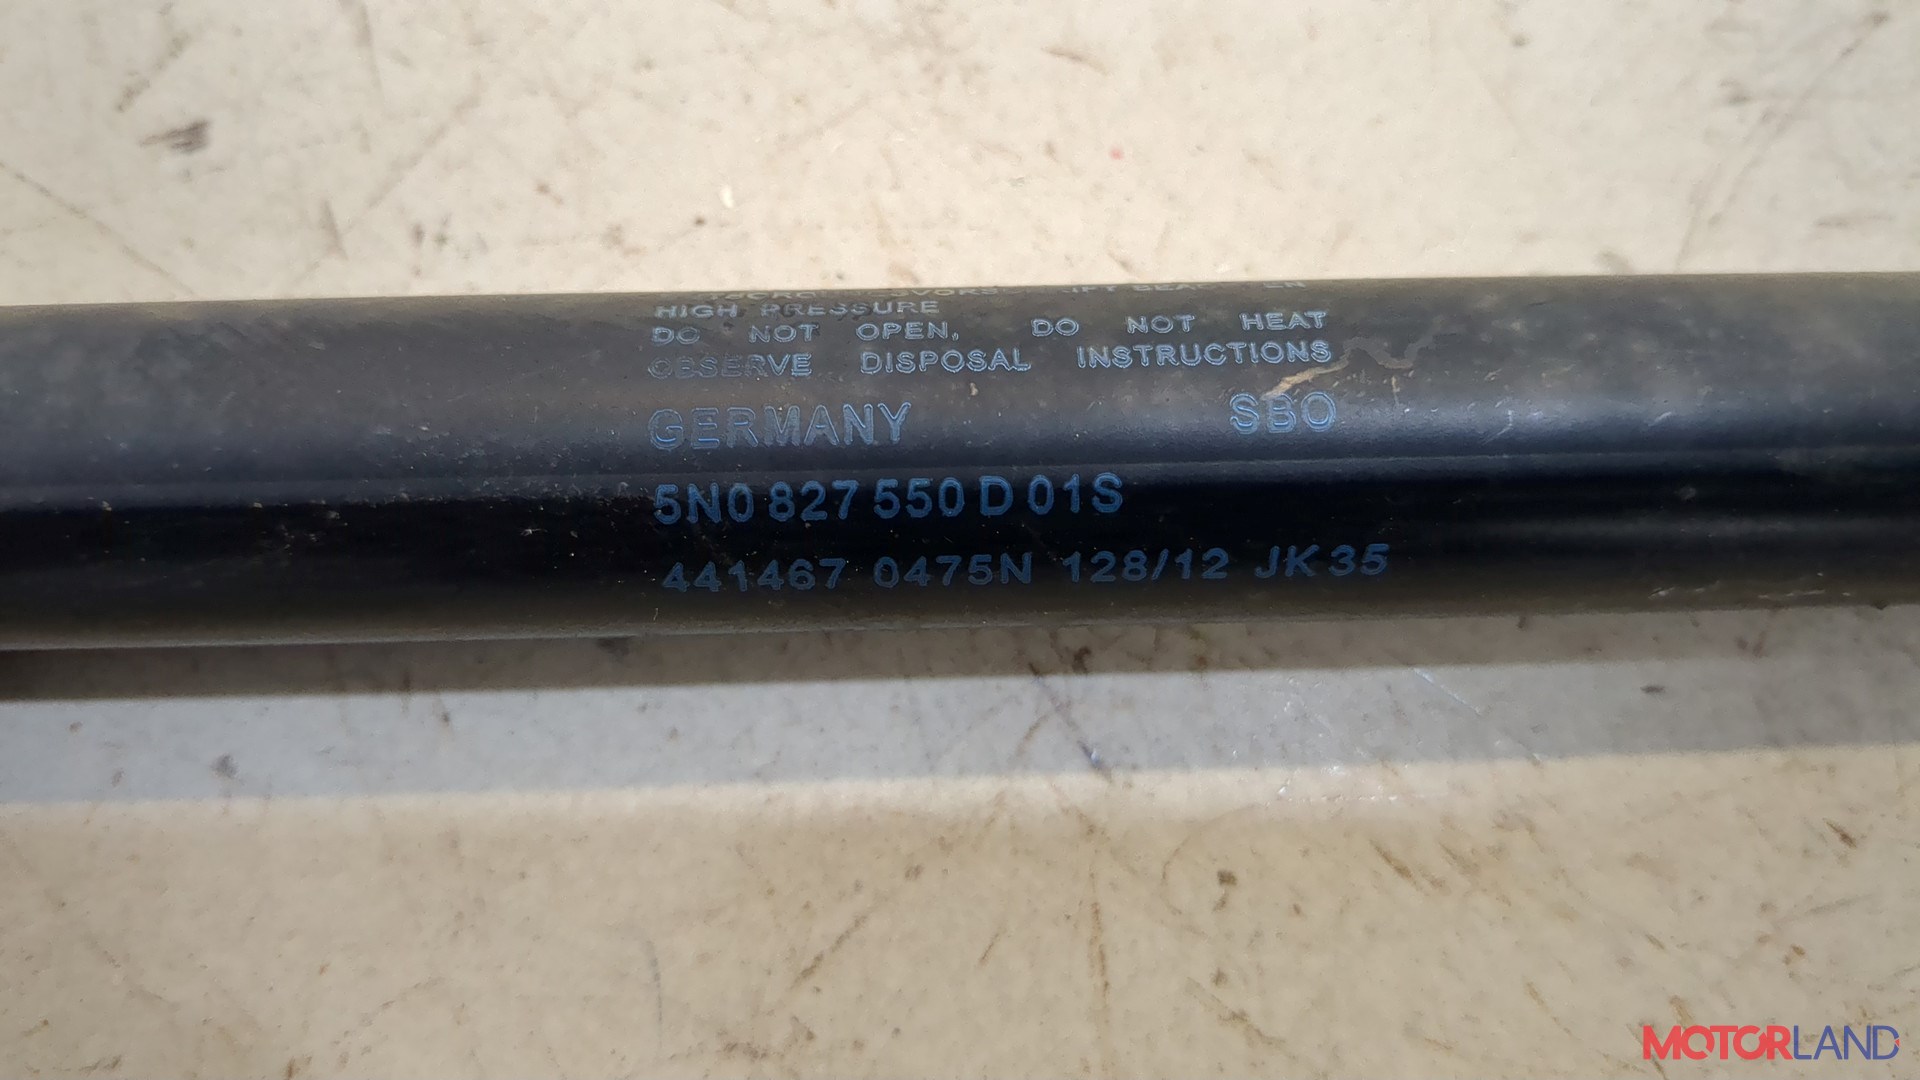 HIGH PRESSURE
DO NOT OPEN, DO NOT HEAT
OBSERVE DISPOSAL INSTRUCTIONS
GERMANY SBO
5N0 827 550 D 01S
441467 0475N 128/12 JK35
MOTORLAND